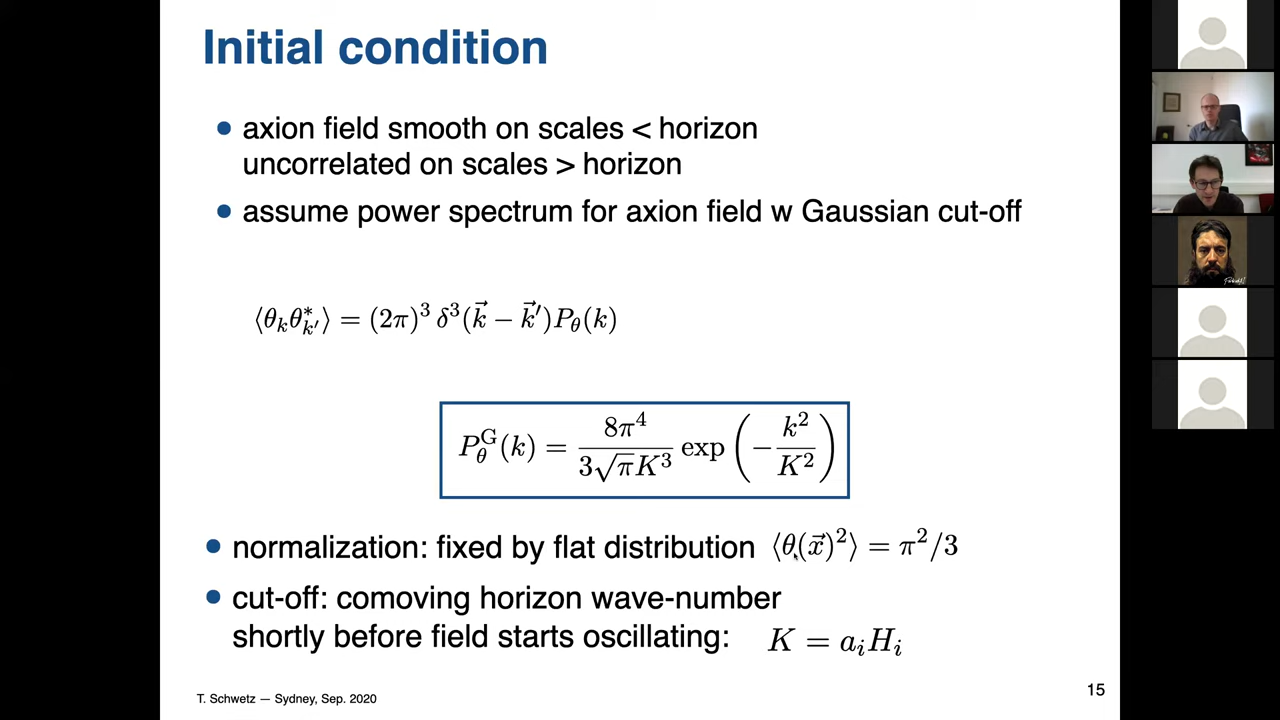 Initial condition
● axion field smooth on scales < horizon
uncorrelated on scales > horizon
● assume power spectrum for axion field w Gaussian cut-off
⟨θ_k θ*_{k'}⟩ = (2π)³ δ³(k⃗ − k⃗′)P_θ(k)
P_θ^G(k) = 8π⁴ / (3√π K³) exp(−k²/K²)
● normalization: fixed by flat distribution ⟨θ(x⃗)²⟩ = π²/3
● cut-off: comoving horizon wave-number
shortly before field starts oscillating: K = a_i H_i
T. Schwetz — Sydney, Sep. 2020
15